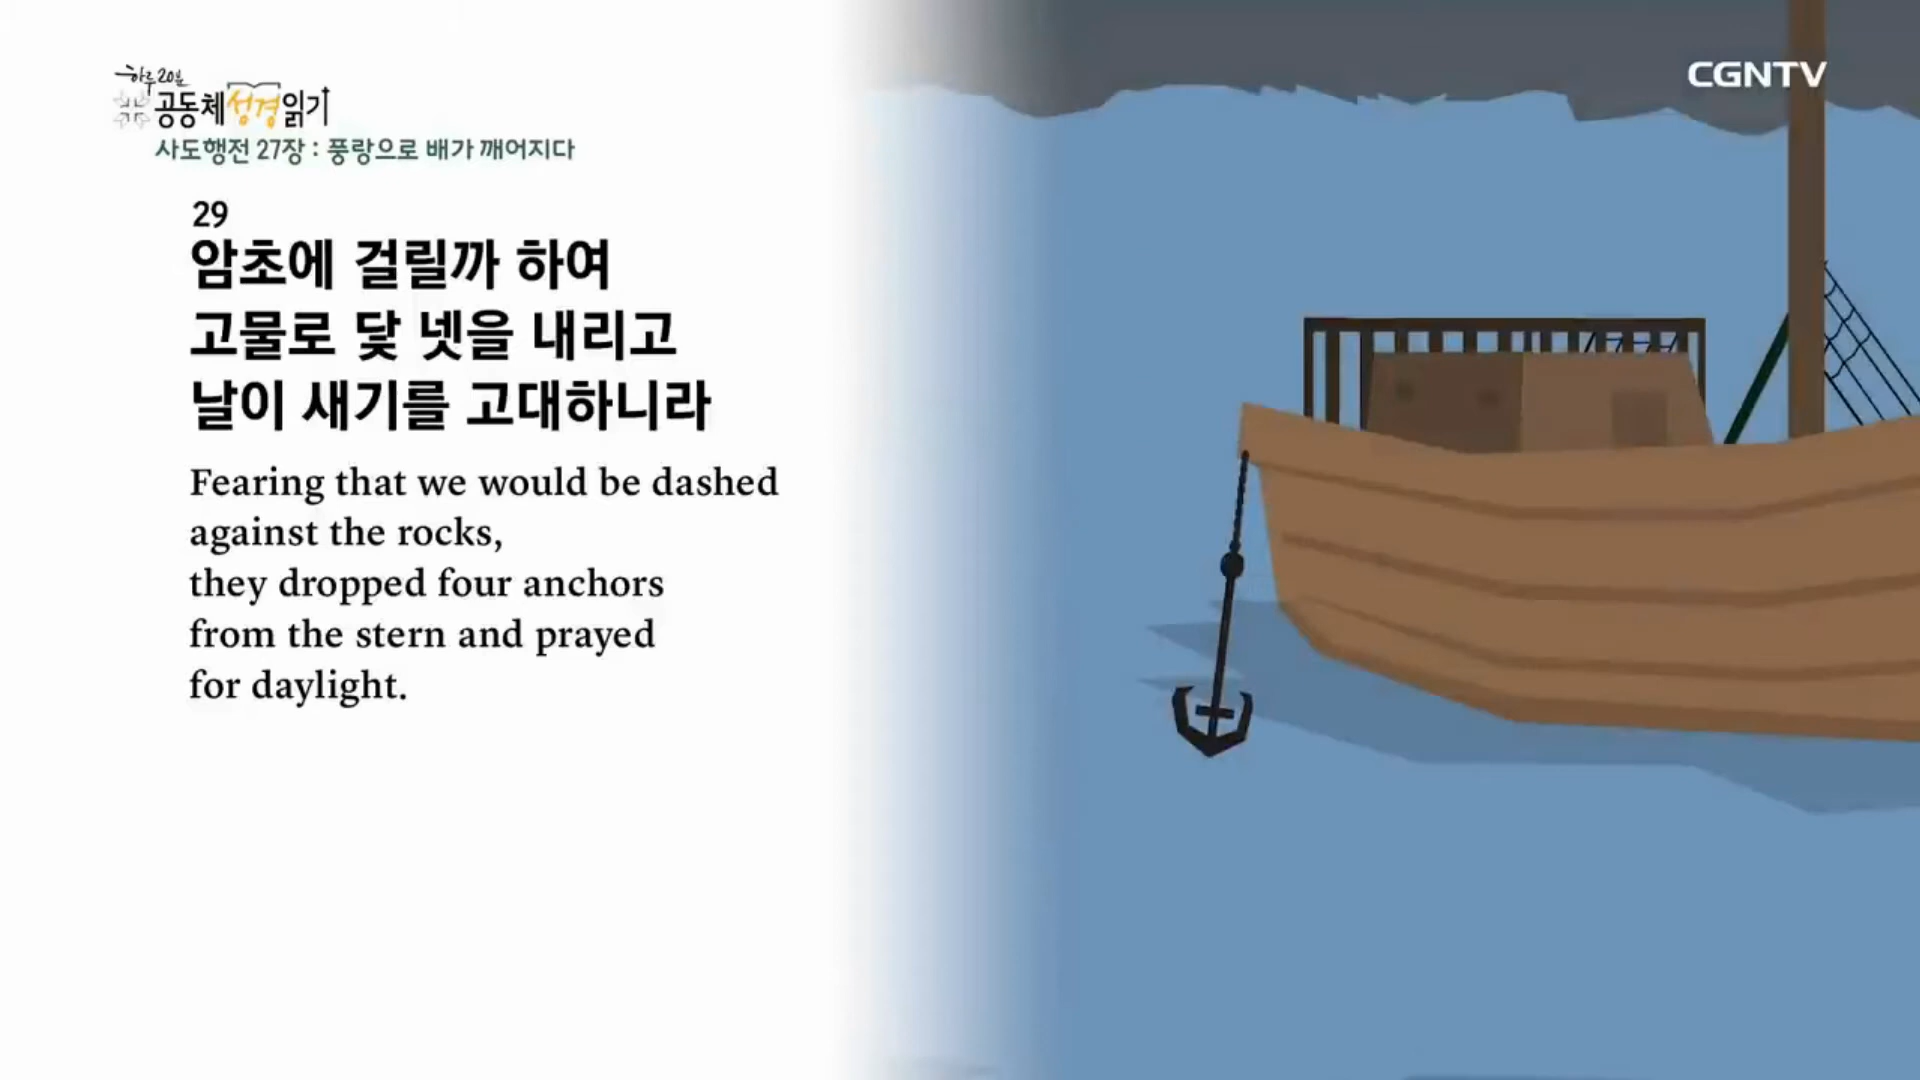 하루 20분
공동체성경읽기
CGNTV
사도행전 27장 : 풍랑으로 배가 깨어지다
29
암초에 걸릴까 하여
고물로 닻 넷을 내리고
날이 새기를 고대하니라
Fearing that we would be dashed
against the rocks,
they dropped four anchors
from the stern and prayed
for daylight.